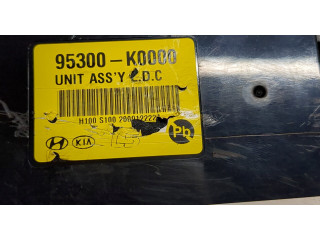 95300-K0000
UNIT ASS'Y L.D.C
H100 S100
KIA
Pb